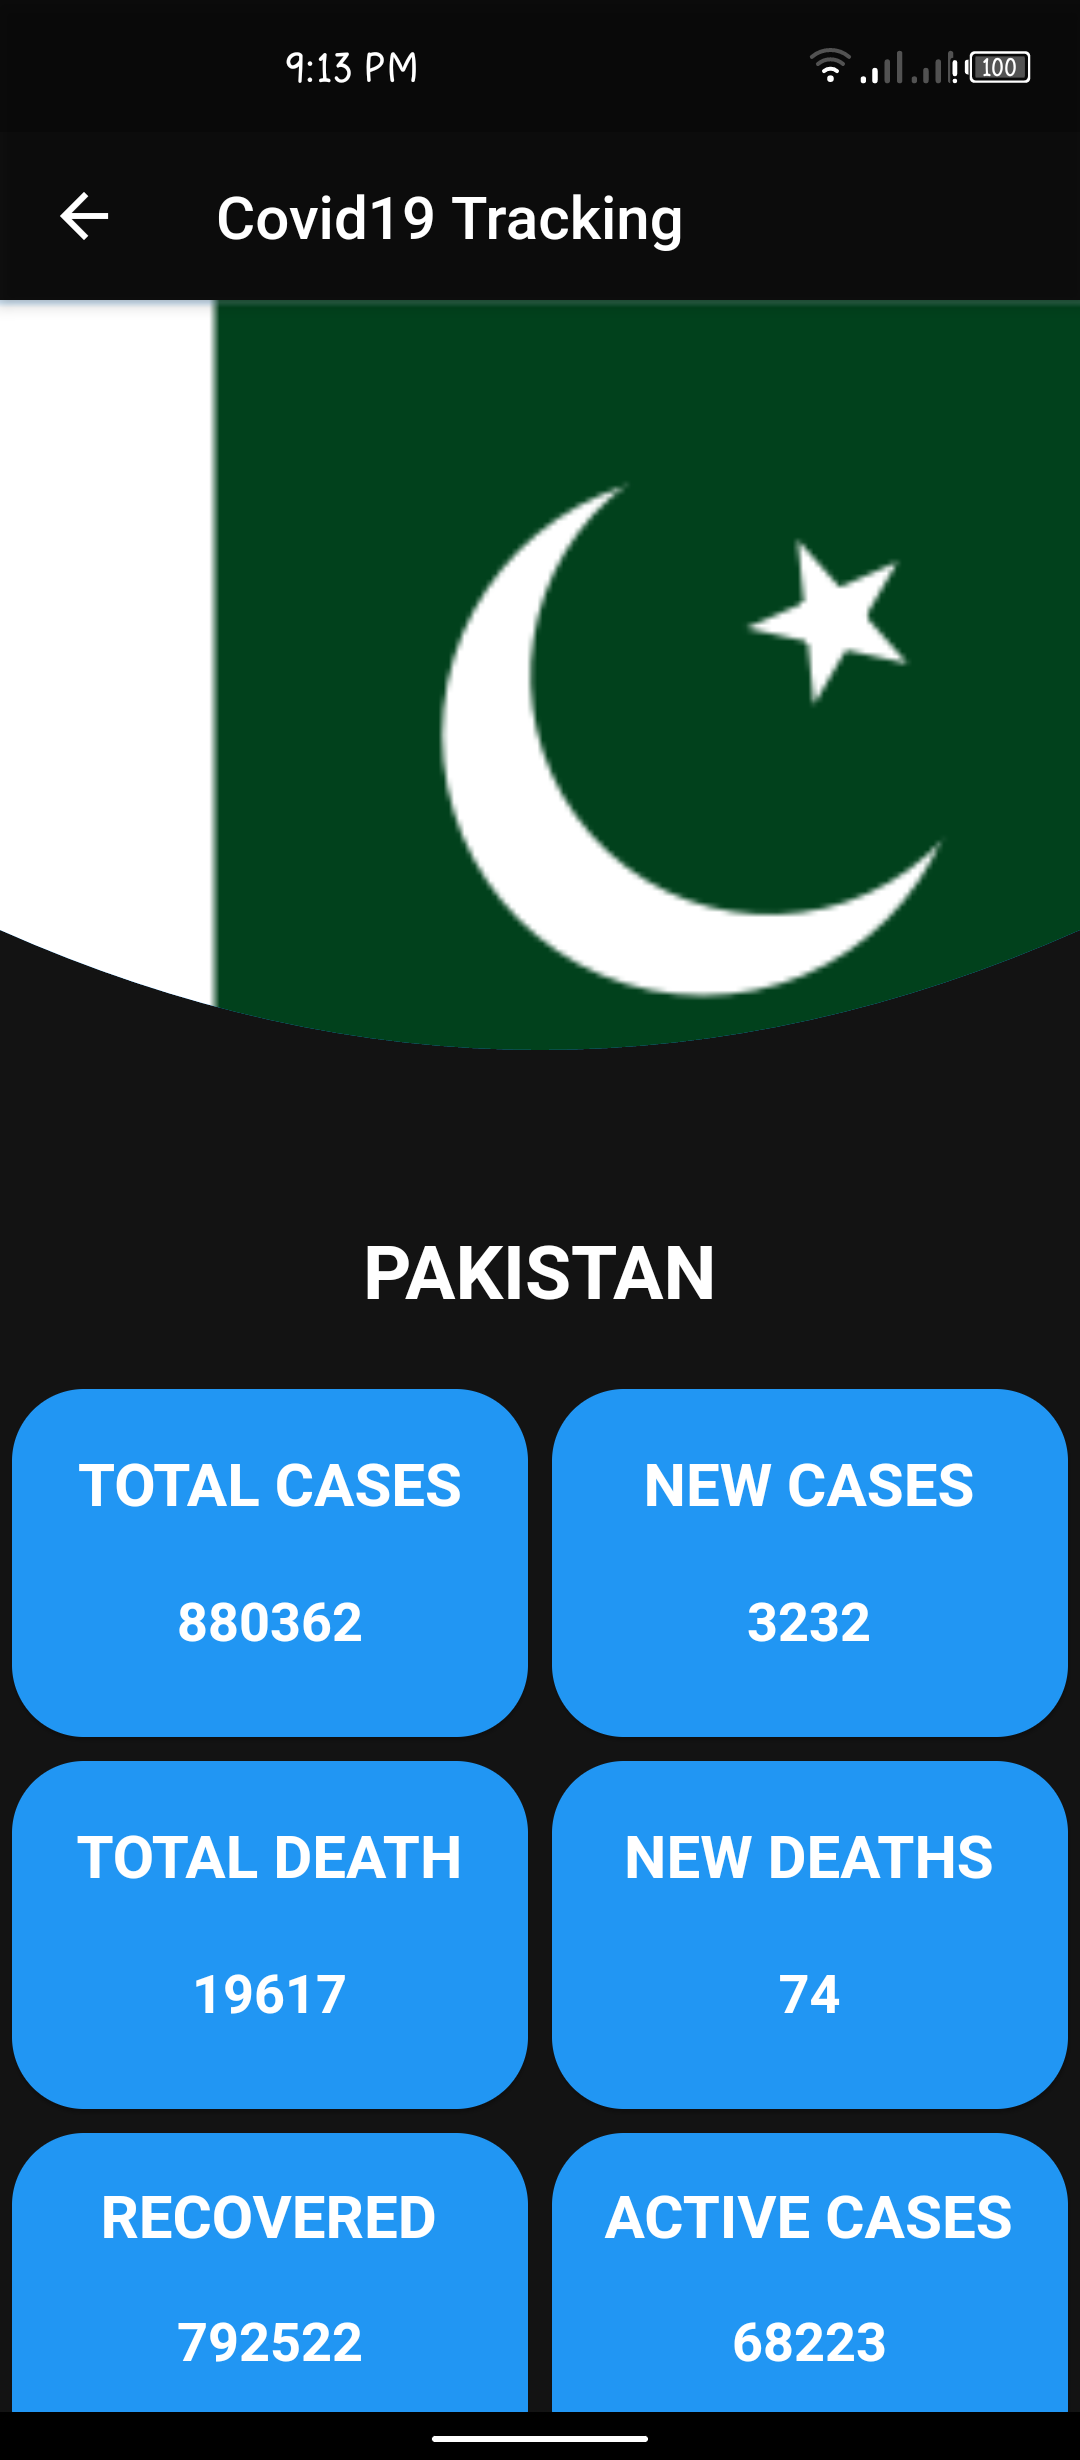 9:13 PM
100
Covid19 Tracking
PAKISTAN
TOTAL CASES
880362
NEW CASES
3232
TOTAL DEATH
19617
NEW DEATHS
74
RECOVERED
792522
ACTIVE CASES
68223